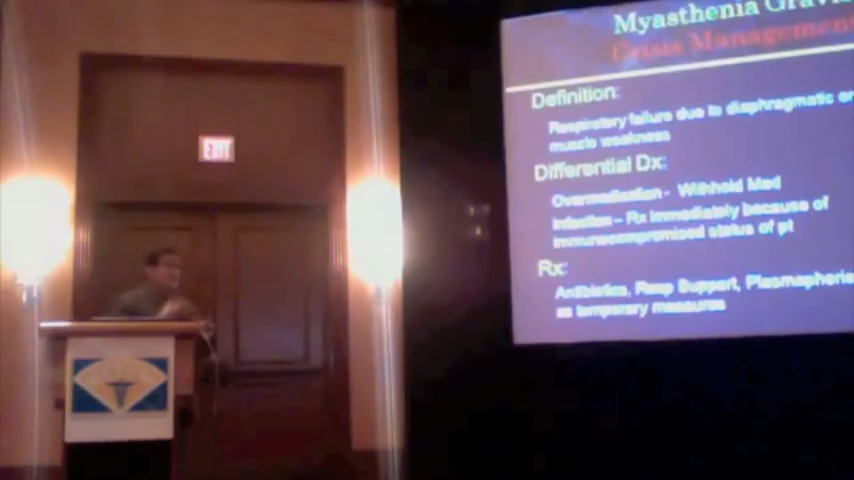 EXIT
Myasthenia Gravis
Crisis Management
Definition:
Respiratory failure due to diaphragmatic or
muscle weakness
Differential Dx:
Overmedication - Withhold Med
Infection – Rx immediately because of
immunocompromised status of pt
Rx:
Antibiotics, Resp Support, Plasmapheris
as temporary measures